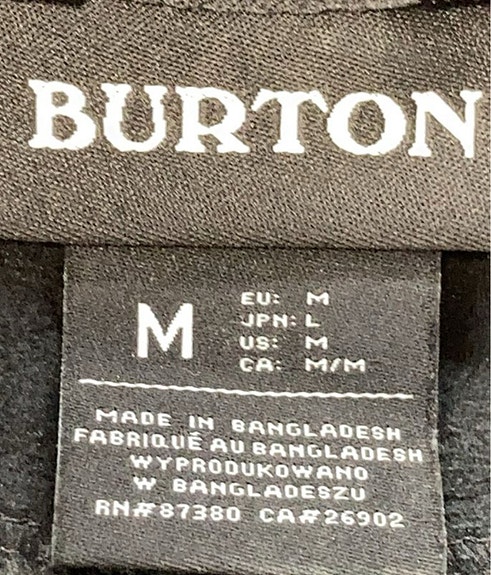 BURTON
M
EU: M
JPN: L
US: M
CA: M/M
MADE IN BANGLADESH
FABRIQUÉ AU BANGLADESH
WYPRODUKOWANO
W BANGLADESZU
RN#87380 CA#26902